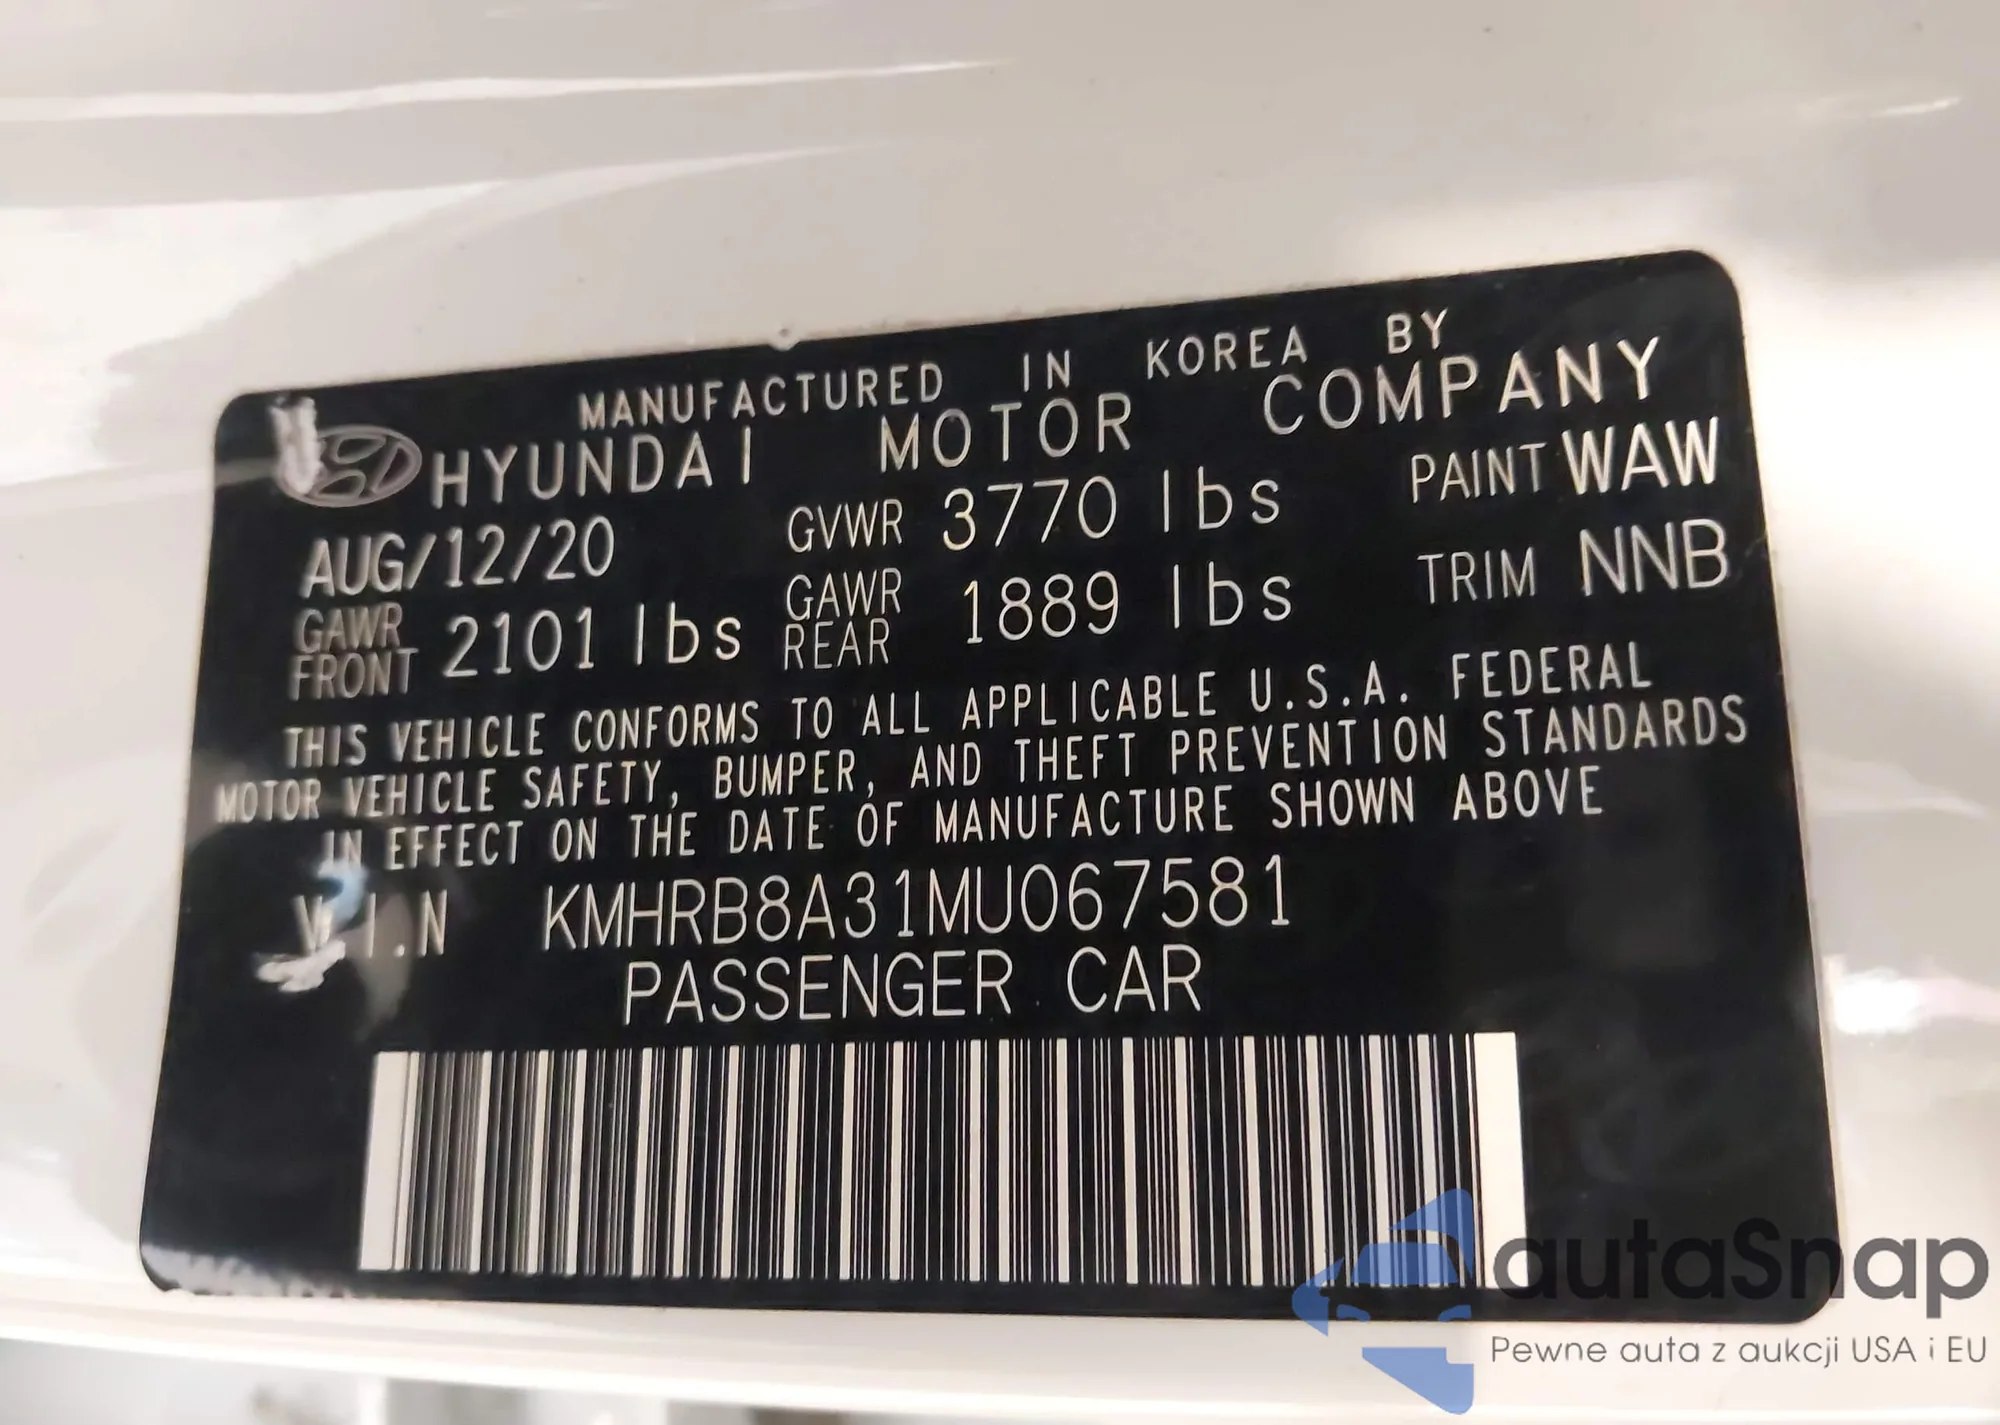 MANUFACTURED IN KOREA BY
HYUNDAI MOTOR COMPANY
AUG/12/20 GVWR 3770 lbs PAINT WAW
GAWR FRONT 2101 lbs GAWR REAR 1889 lbs TRIM NNB
THIS VEHICLE CONFORMS TO ALL APPLICABLE U.S.A. FEDERAL
MOTOR VEHICLE SAFETY, BUMPER, AND THEFT PREVENTION STANDARDS
IN EFFECT ON THE DATE OF MANUFACTURE SHOWN ABOVE
V.I.N KMHRB8A31MU067581
PASSENGER CAR
autaSnap
Pewne auta z aukcji USA i EU